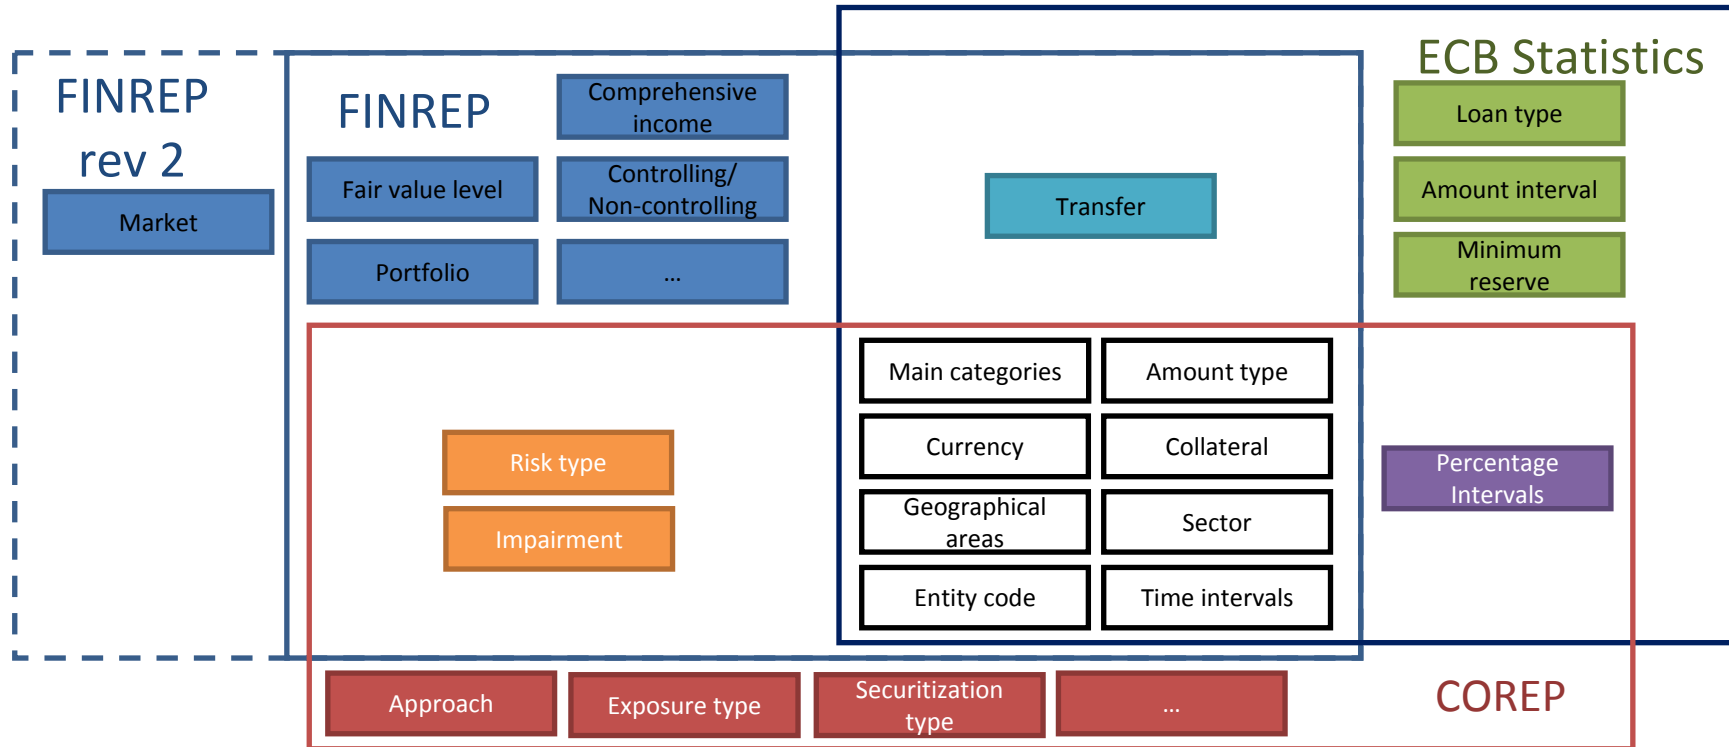 ECB Statistics
FINREP
rev 2
FINREP
Comprehensive
income
Loan type
Fair value level
Controlling/
Non-controlling
Transfer
Amount interval
Market
Portfolio
...
Minimum
reserve
Main categories
Amount type
Risk type
Currency
Collateral
Percentage
Intervals
Impairment
Geographical
areas
Sector
Entity code
Time intervals
Approach
Exposure type
Securitization
type
...
COREP